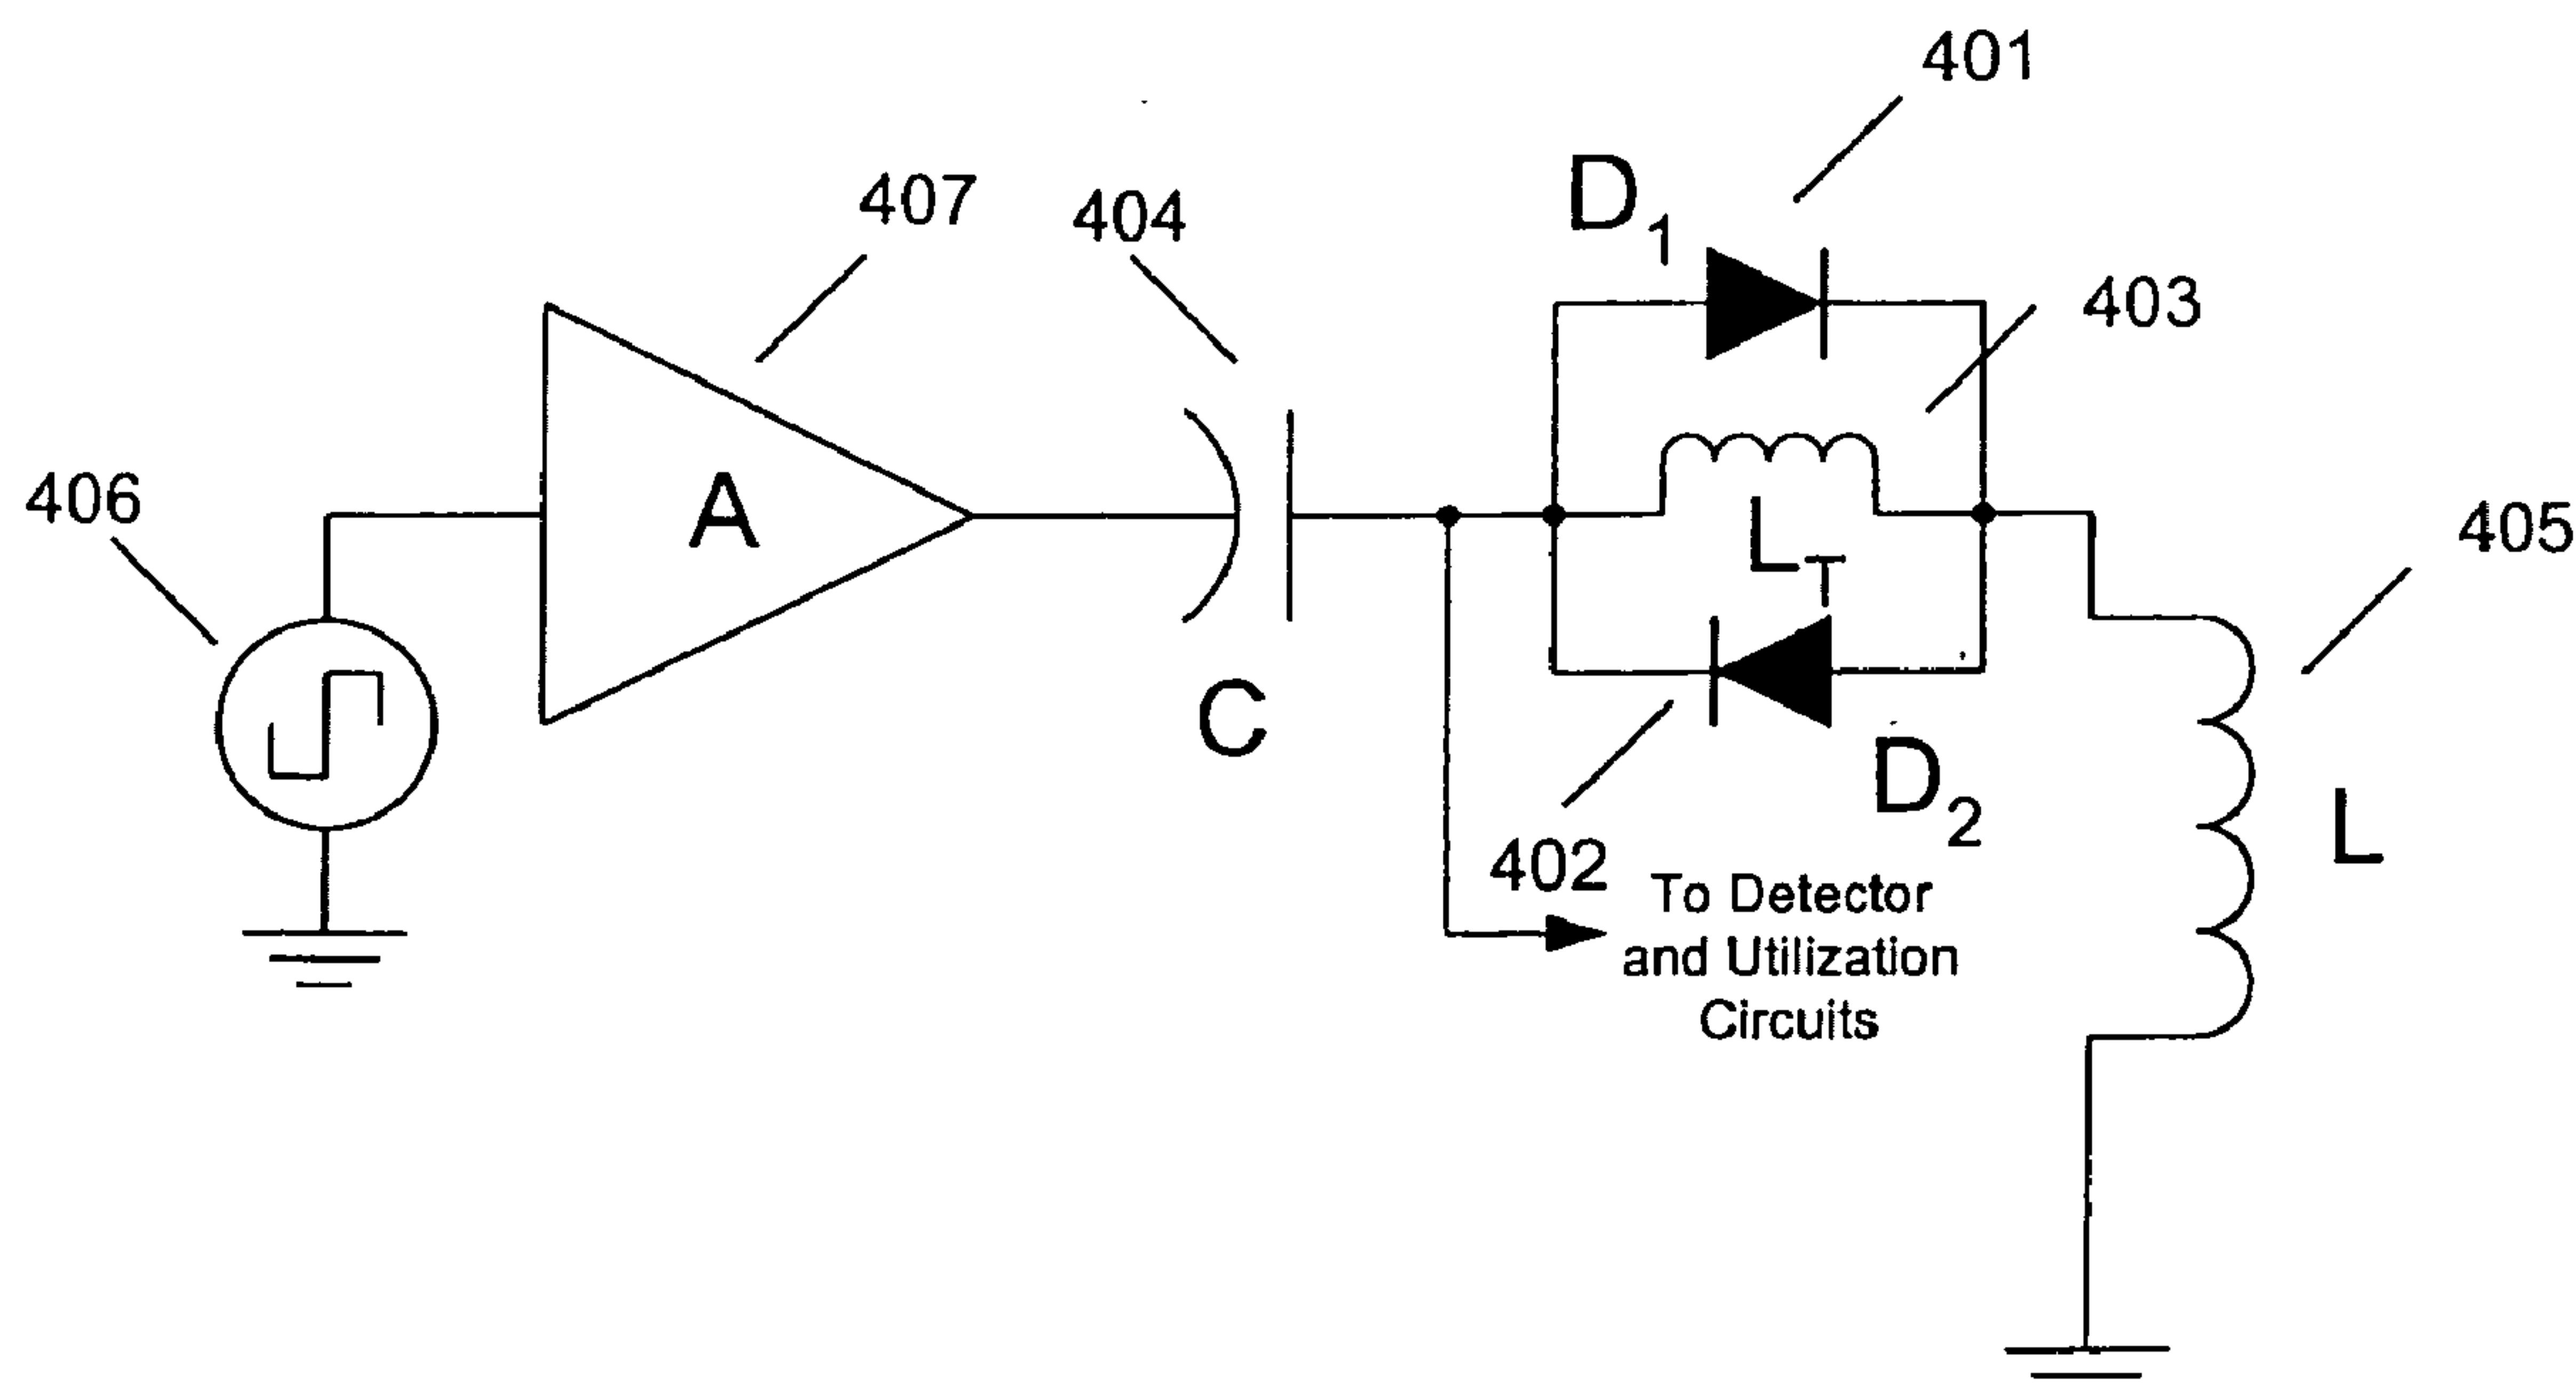 401
D1
407
404
403
406
A
LT
405
C
D2
L
402
To Detector
and Utilization
Circuits